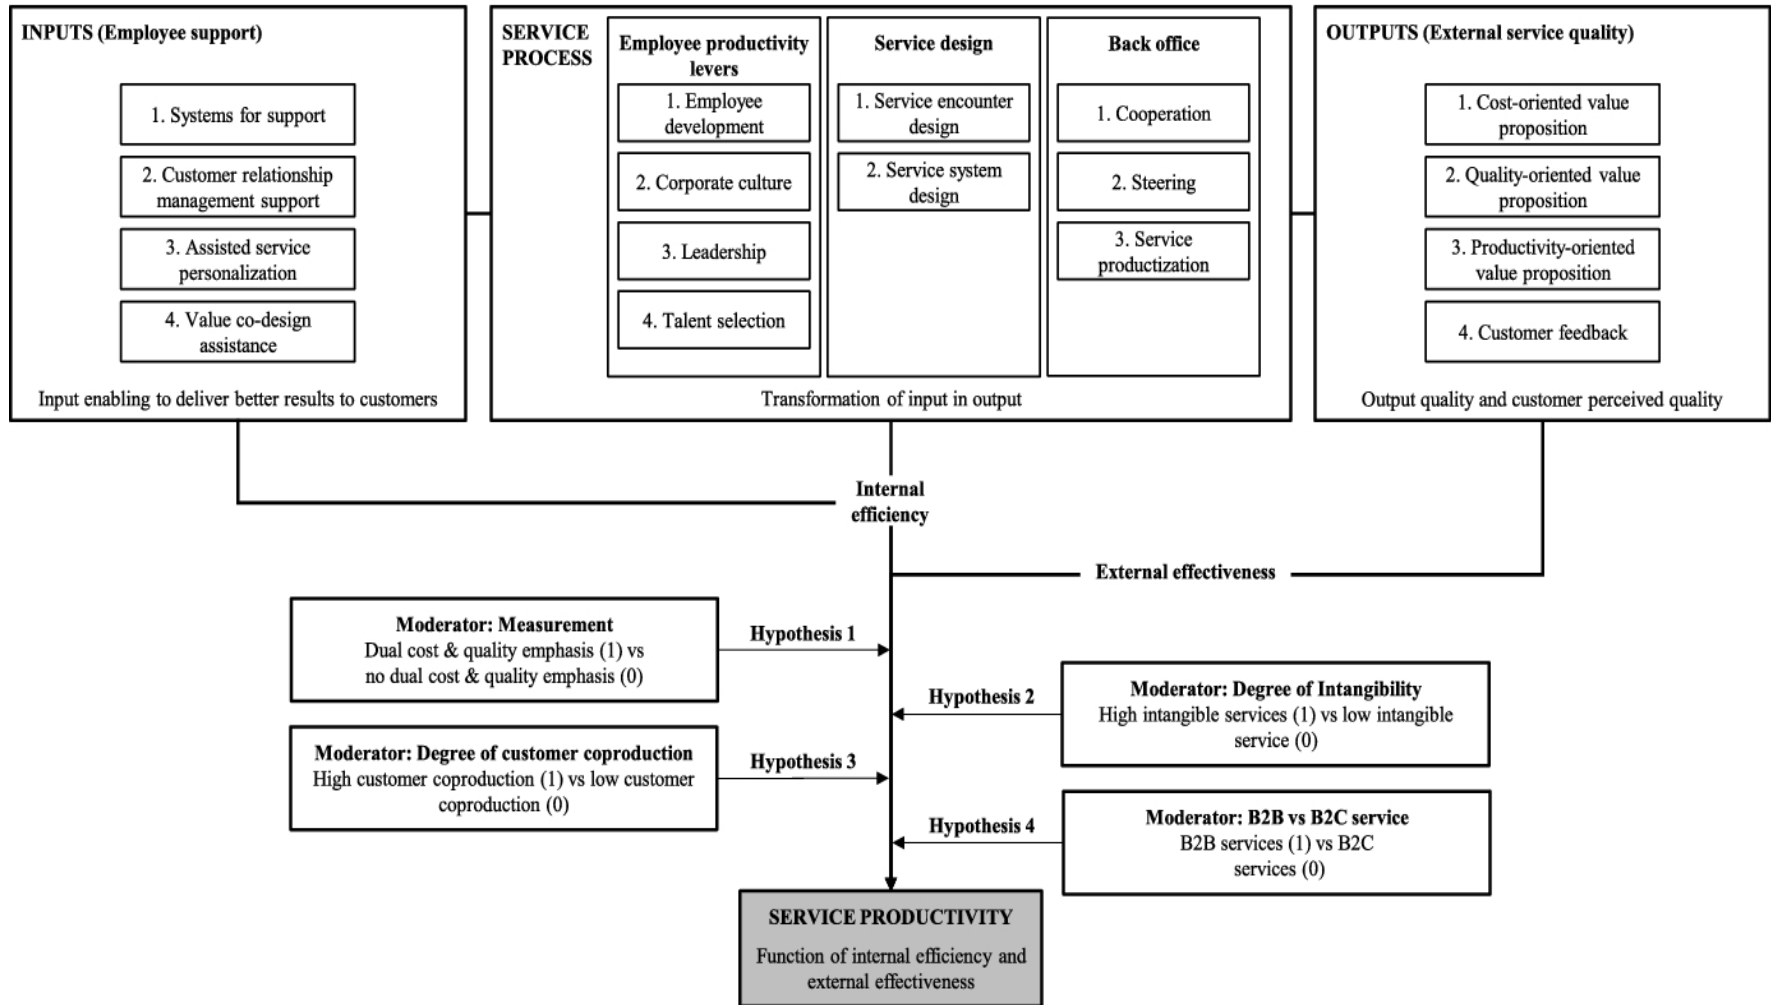 INPUTS (Employee support)
1. Systems for support
2. Customer relationship
management support
3. Assisted service
personalization
4. Value co-design
assistance
Input enabling to deliver better results to customers
SERVICE
PROCESS
Employee productivity
levers
1. Employee
development
2. Corporate culture
3. Leadership
4. Talent selection
Service design
1. Service encounter
design
2. Service system
design
Back office
1. Cooperation
2. Steering
3. Service
productization
Transformation of input in output
OUTPUTS (External service quality)
1. Cost-oriented value
proposition
2. Quality-oriented value
proposition
3. Productivity-oriented
value proposition
4. Customer feedback
Output quality and customer perceived quality
Internal
efficiency
External effectiveness
Moderator: Measurement
Dual cost & quality emphasis (1) vs
no dual cost & quality emphasis (0)
Hypothesis 1
Hypothesis 2
Moderator: Degree of Intangibility
High intangible services (1) vs low intangible
service (0)
Moderator: Degree of customer coproduction
High customer coproduction (1) vs low customer
coproduction (0)
Hypothesis 3
Hypothesis 4
Moderator: B2B vs B2C service
B2B services (1) vs B2C
services (0)
SERVICE PRODUCTIVITY
Function of internal efficiency and
external effectiveness